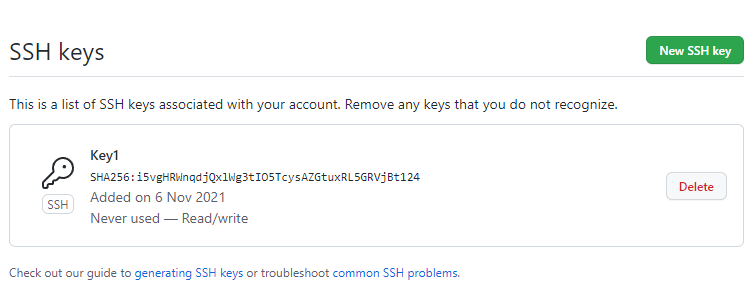 SSH keys
New SSH key
This is a list of SSH keys associated with your account. Remove any keys that you do not recognize.
Key1
SHA256:i5vgHRWnqdjQxlWg3tIO5TcysAZGtuxRL5GRVjBt124
SSH
Added on 6 Nov 2021
Never used — Read/write
Delete
Check out our guide to generating SSH keys or troubleshoot common SSH problems.